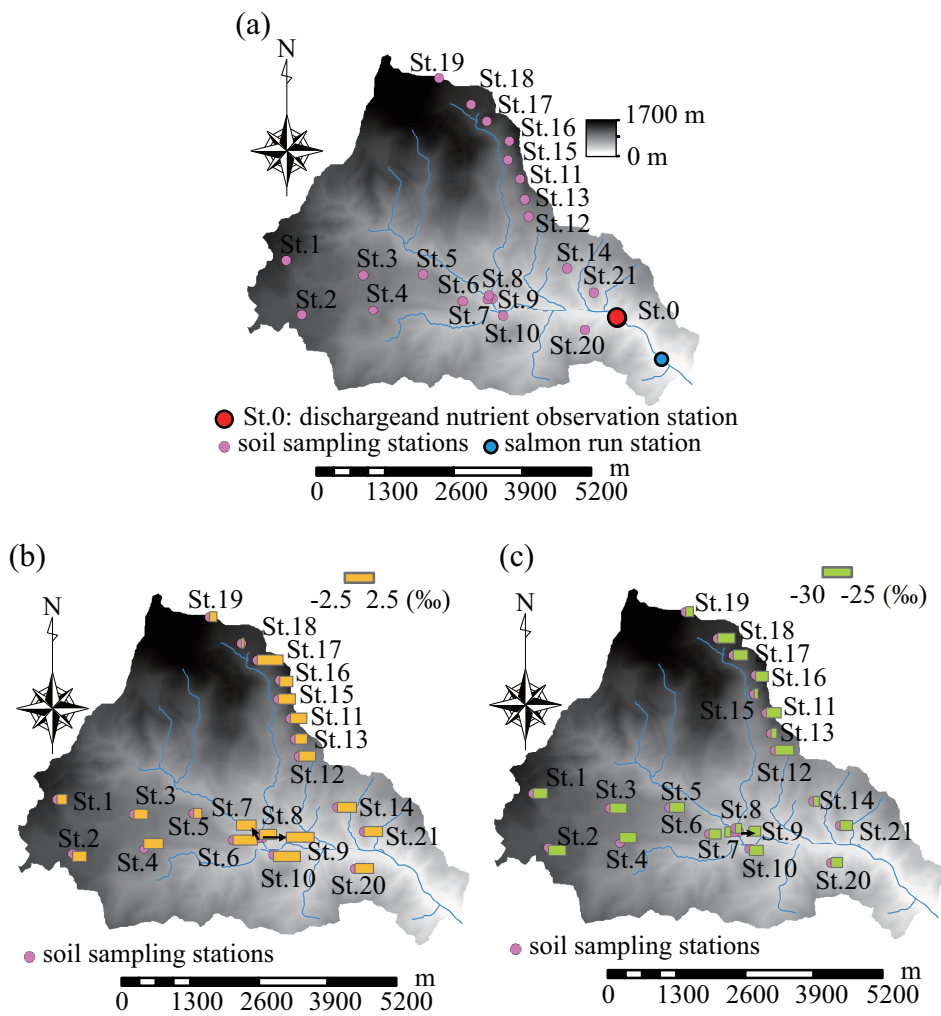 (a)
N
St.19
St.18
St.17
St.16
St.15
St.11
St.13
St.12
1700 m
0 m
St.1
St.3
St.5
St.14
St.2
St.4
St.6
St.8
St.21
St.7
St.9
St.0
St.10
St.20
St.0: dischargeand nutrient observation station
soil sampling stations
salmon run station
m
0 1300 2600 3900 5200
(b)
-2.5 2.5 (‰)
N
St.19
St.18
St.17
St.16
St.15
St.11
St.13
St.12
St.1
St.3
St.7
St.8
St.14
St.5
St.2
St.4
St.6
St.9
St.21
St.10
St.20
soil sampling stations
m
0 1300 2600 3900 5200
(c)
-30 -25 (‰)
N
St.19
St.18
St.17
St.16
St.15
St.11
St.13
St.12
St.1
St.3
St.5
St.14
St.8
St.2
St.4
St.6
St.9
St.21
St.7
St.10
St.20
soil sampling stations
m
0 1300 2600 3900 5200